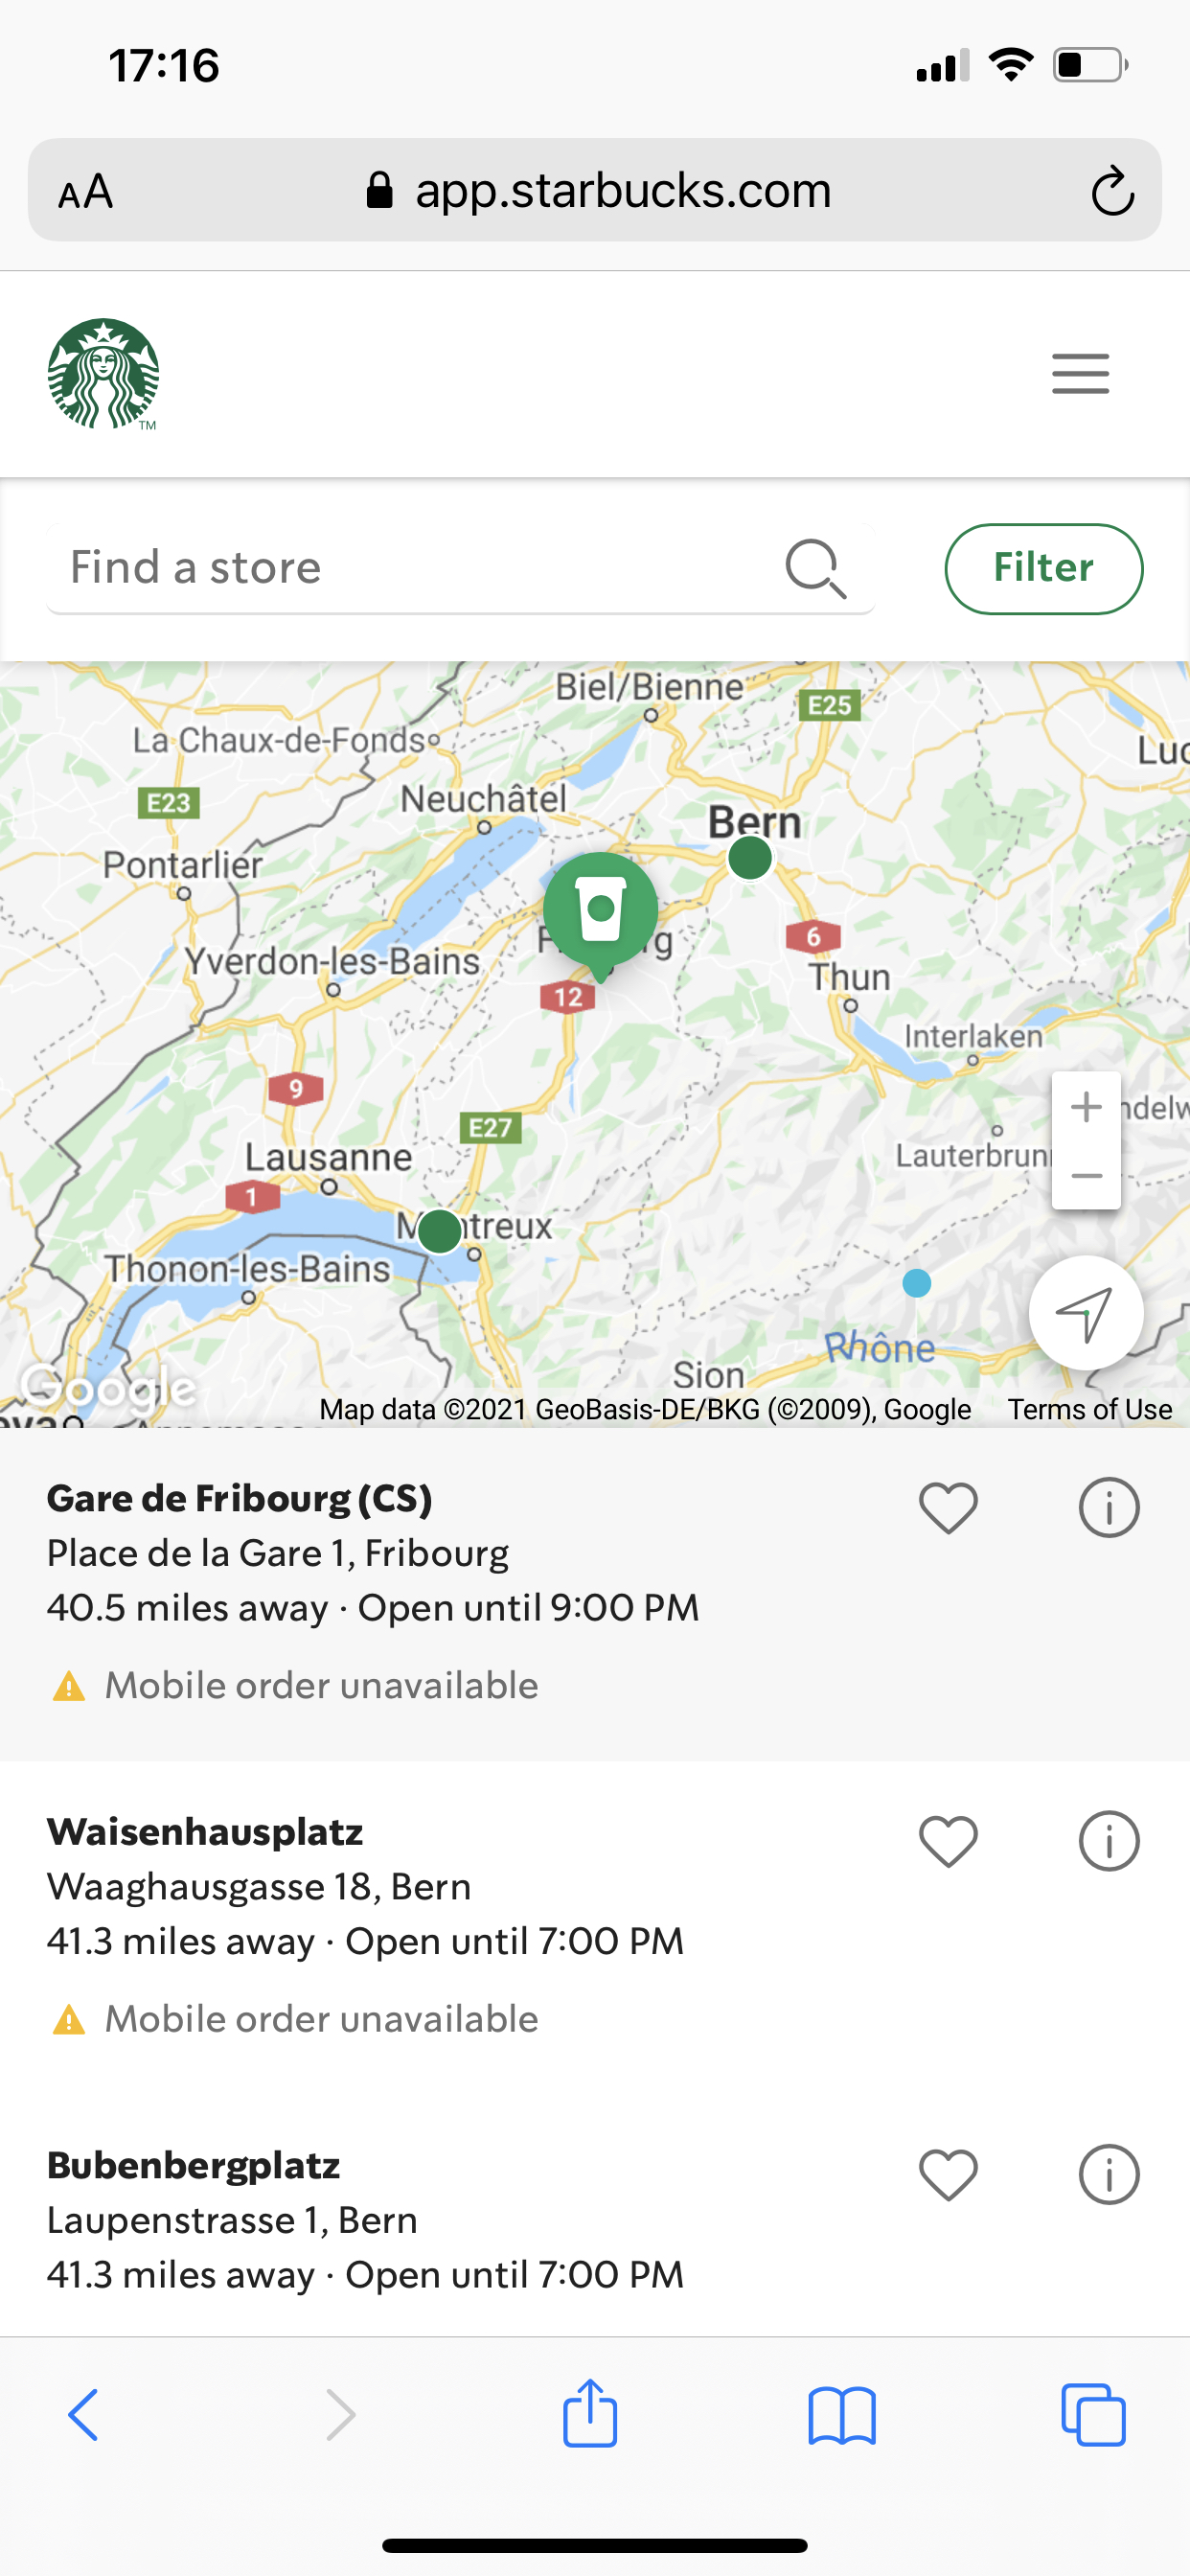 17:16
AA app.starbucks.com
TM
Find a store
Filter
Biel/Bienne
E25
La Chaux-de-Fonds
Luc
E23
Neuchâtel
Bern
Pontarlier
6
Yverdon-les-Bains
Thun
12
Interlaken
9
E27
Lausanne
1
Thonon-les-Bains
Rhône
Sion
Google
Map data ©2021 GeoBasis-DE/BKG (©2009), Google Terms of Use
Gare de Fribourg (CS)
Place de la Gare 1, Fribourg
40.5 miles away · Open until 9:00 PM
Mobile order unavailable
Waisenhausplatz
Waaghausgasse 18, Bern
41.3 miles away · Open until 7:00 PM
Mobile order unavailable
Bubenbergplatz
Laupenstrasse 1, Bern
41.3 miles away · Open until 7:00 PM